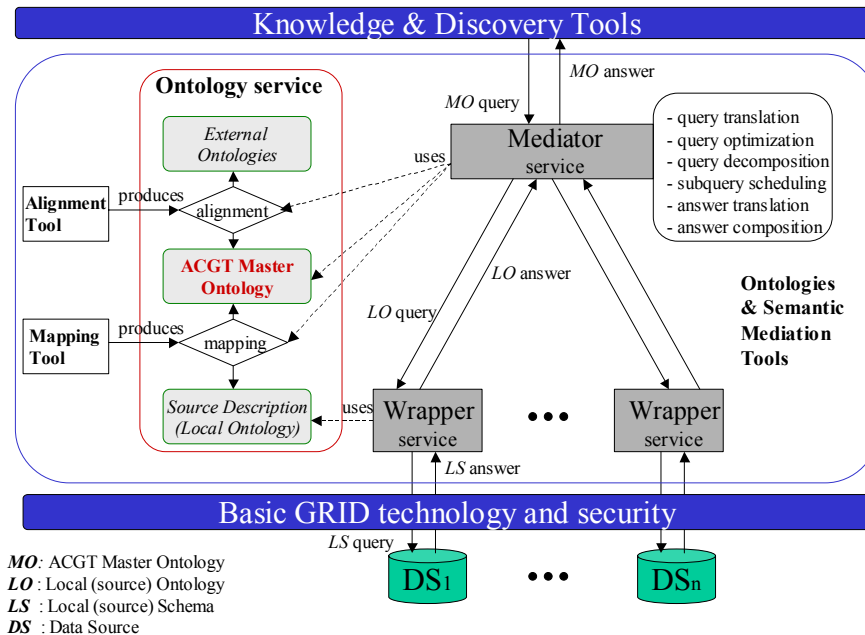 Knowledge & Discovery Tools
MO answer
MO query
Ontology service
External
Ontologies
uses
Mediator
service
- query translation
- query optimization
- query decomposition
- subquery scheduling
- answer translation
- answer composition
Alignment
Tool
produces
alignment
ACGT Master
Ontology
LO answer
LO query
Ontologies
& Semantic
Mediation
Tools
Mapping
Tool
produces
mapping
Source Description
(Local Ontology)
uses
Wrapper
service
•••
Wrapper
service
LS answer
Basic GRID technology and security
LS query
DS1
•••
DSn
MO: ACGT Master Ontology
LO : Local (source) Ontology
LS : Local (source) Schema
DS : Data Source